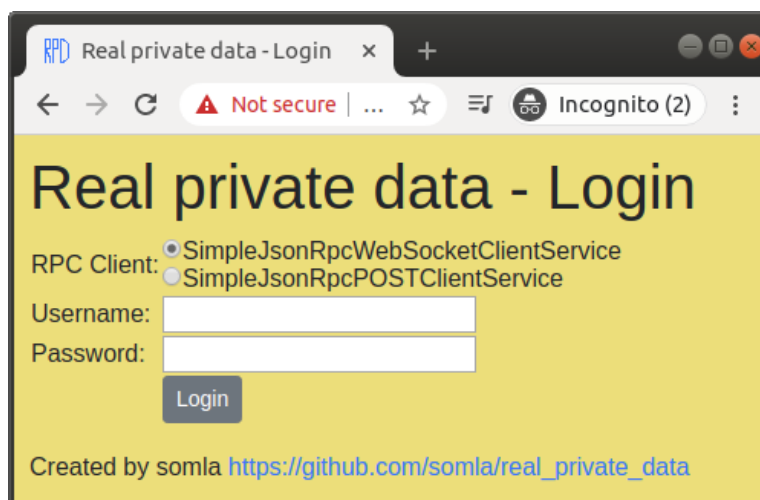 RPD Real private data - Login
Not secure | ... Incognito (2)
Real private data - Login
RPC Client: SimpleJsonRpcWebSocketClientService
SimpleJsonRpcPOSTClientService
Username:
Password:
Login
Created by somla https://github.com/somla/real_private_data